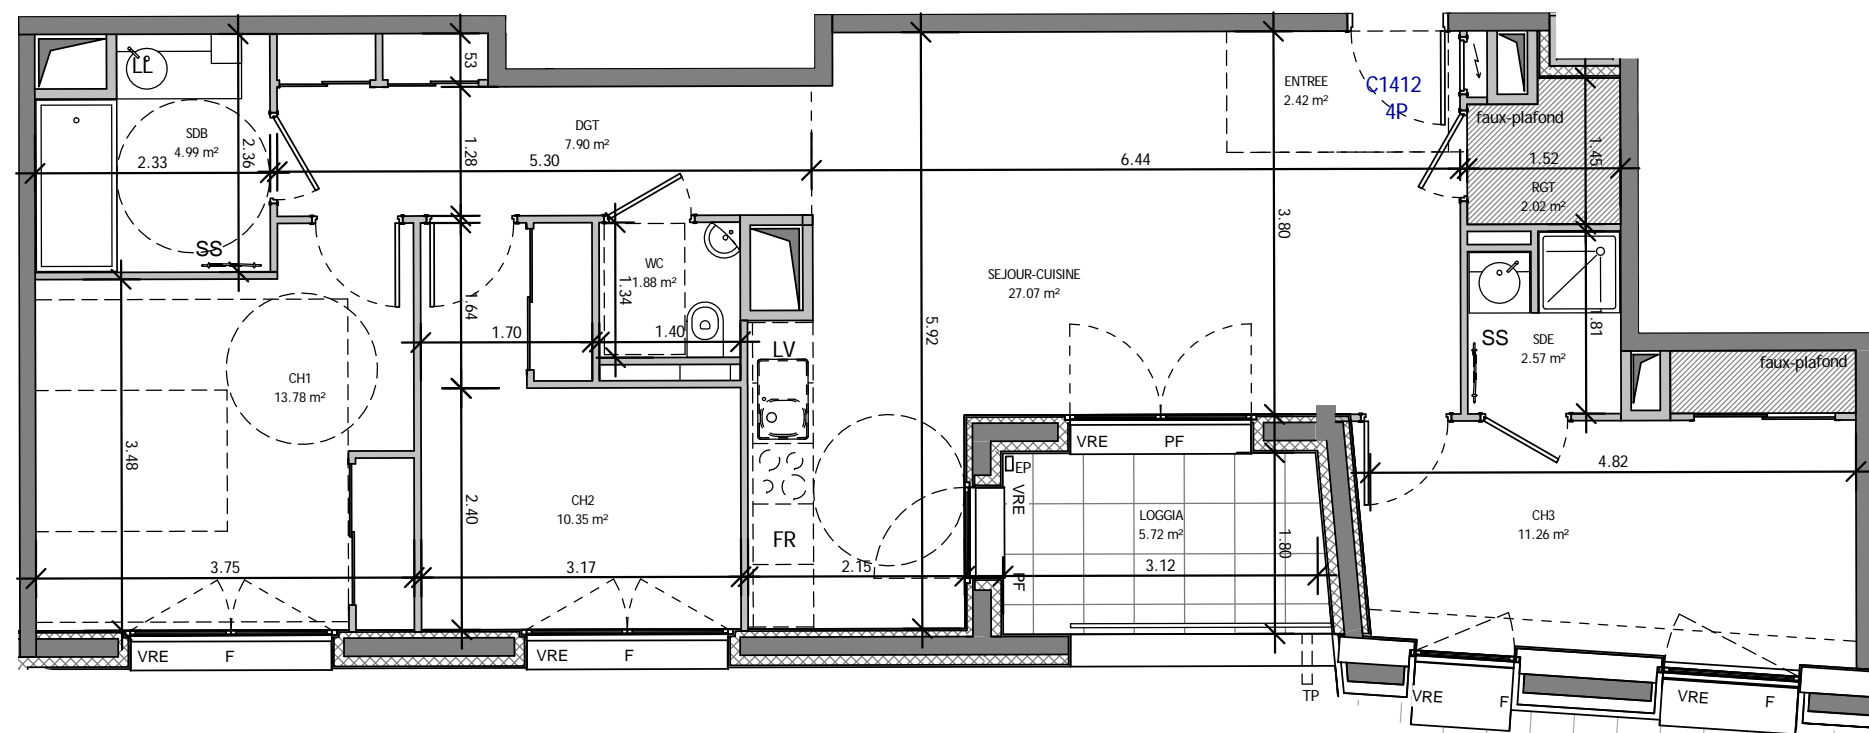 LL
SDB
4.99 m²
2.33
2.36
53
1.28
DGT
7.90 m²
5.30
6.44
ENTREE
2.42 m²
C1412
4P
faux-plafond
1.52
1.45
RGT
2.02 m²
SS
1.64
1.70
WC
1.88 m²
1.34
1.40
LV
SEJOUR-CUISINE
27.07 m²
3.80
5.92
SS
SDE
2.57 m²
1.81
faux-plafond
CH1
13.78 m²
3.48
3.75
CH2
10.35 m²
2.40
3.17
FR
2.15
VRE
PF
EP
VRE
PF
LOGGIA
5.72 m²
1.80
3.12
4.82
CH3
11.26 m²
VRE
F
VRE
F
TP
VRE
F
VRE
F